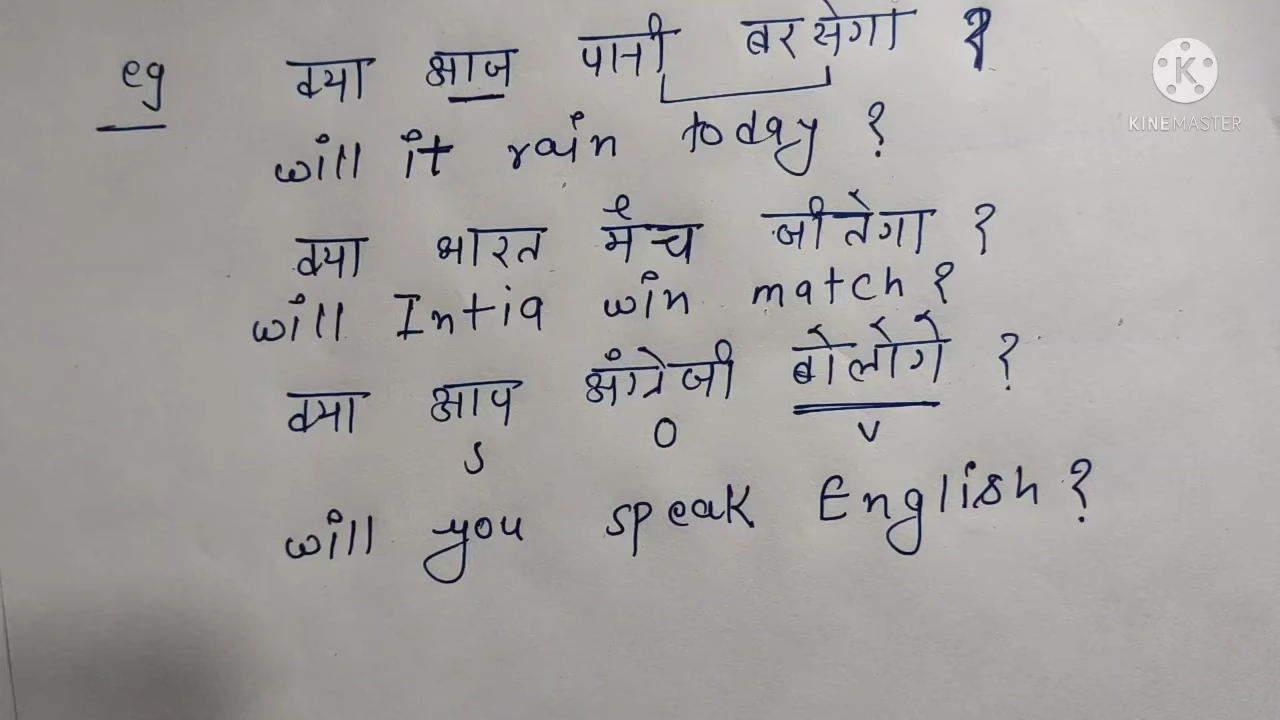 eg क्या आज पानी बरसेगा ?
will it rain today ?
क्या भारत मैच जीतेगा ?
will Intia win match ?
क्या आप अंग्रेजी बोलोगे ?
S O V
will you speak English ?
K
KINEMASTER